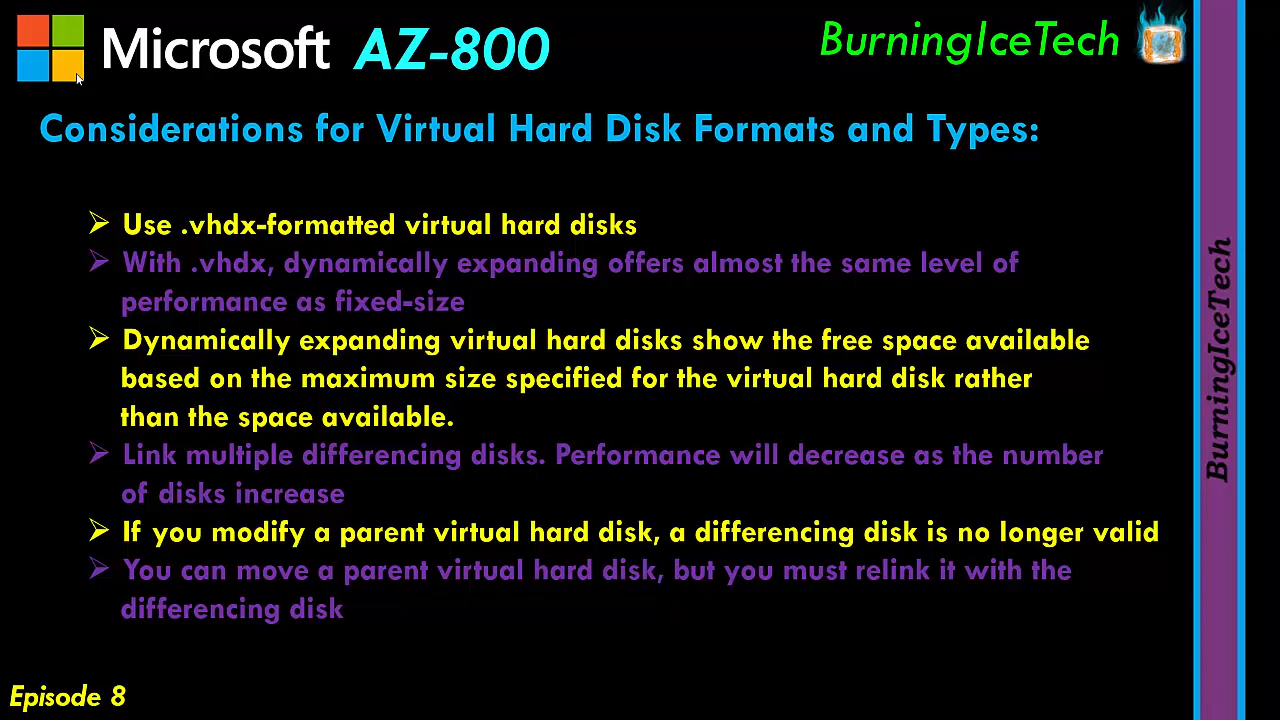 Microsoft AZ-800
BurningIceTech
Considerations for Virtual Hard Disk Formats and Types:
➢ Use .vhdx-formatted virtual hard disks
➢ With .vhdx, dynamically expanding offers almost the same level of
performance as fixed-size
➢ Dynamically expanding virtual hard disks show the free space available
based on the maximum size specified for the virtual hard disk rather
than the space available.
➢ Link multiple differencing disks. Performance will decrease as the number
of disks increase
➢ If you modify a parent virtual hard disk, a differencing disk is no longer valid
➢ You can move a parent virtual hard disk, but you must relink it with the
differencing disk
BurningIceTech
Episode 8